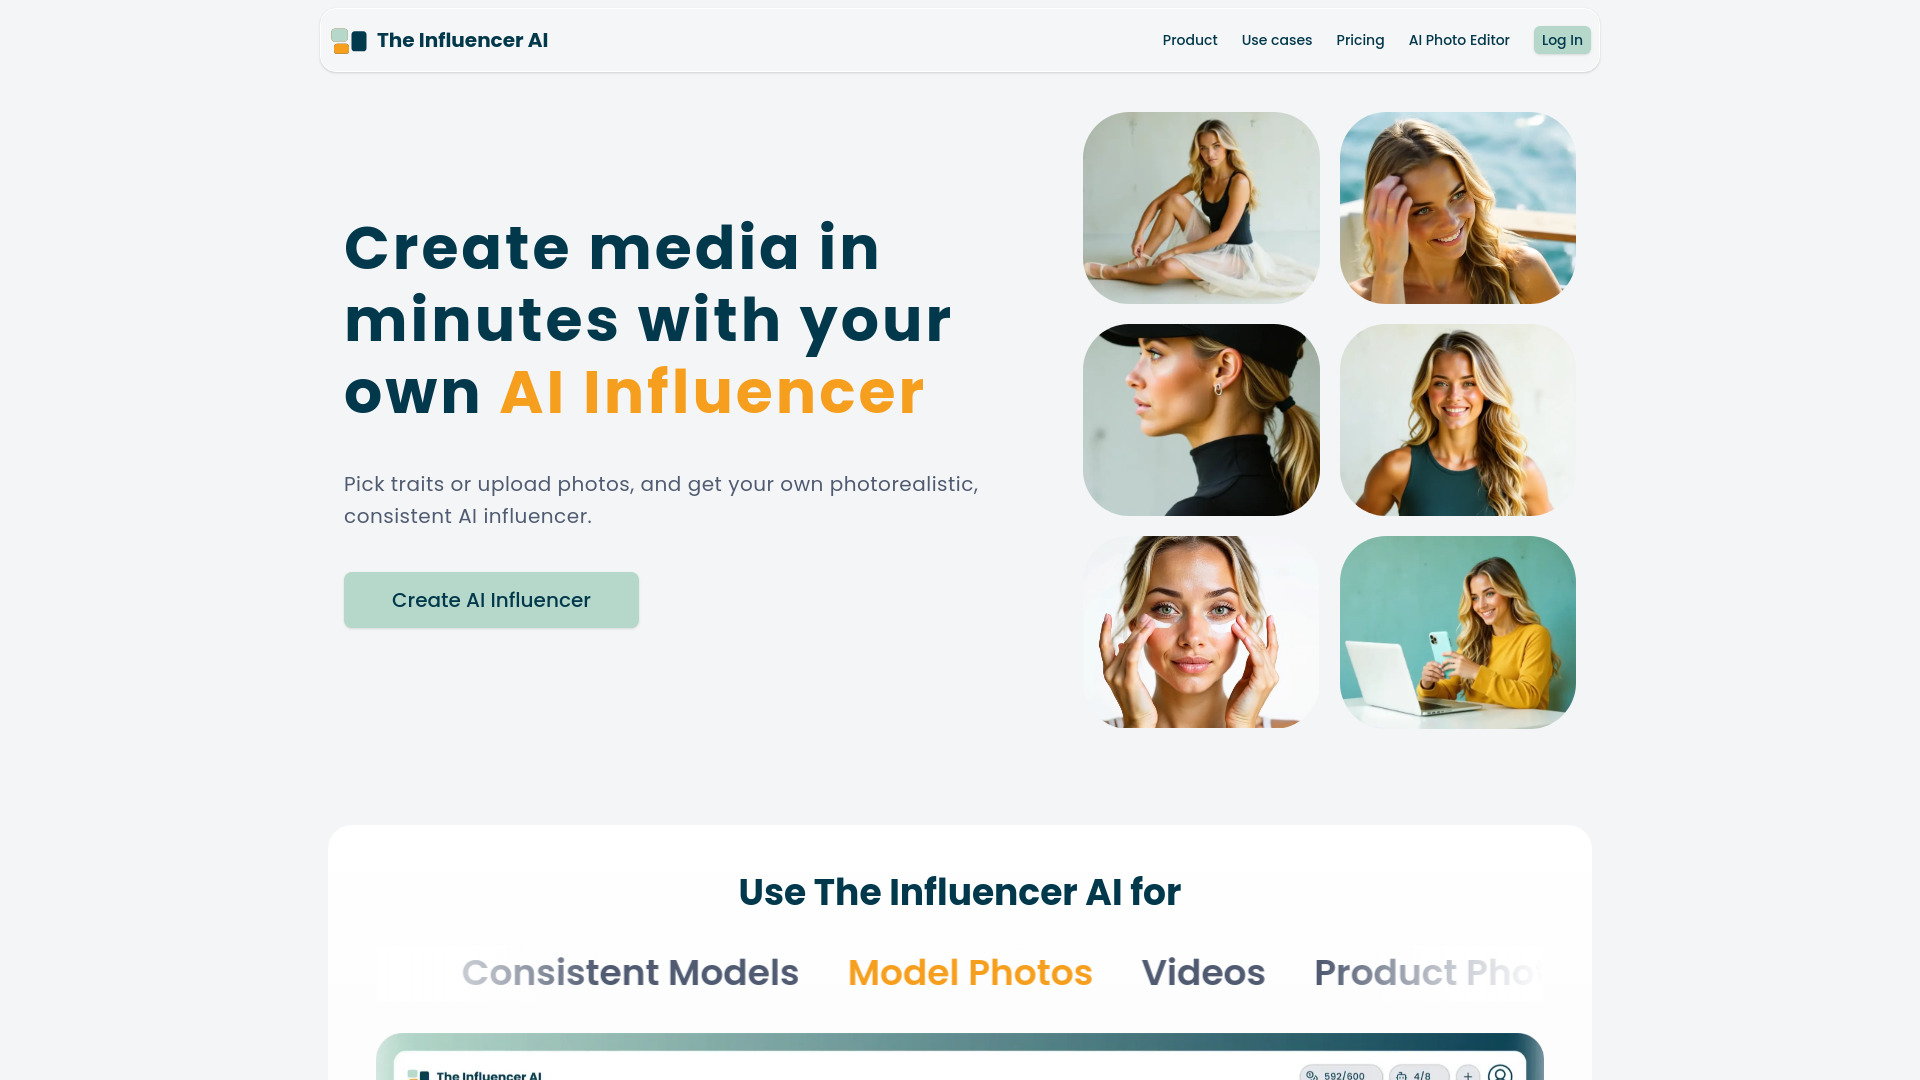 The Influencer AI
Product
Use cases
Pricing
AI Photo Editor
Log In
Create media in
minutes with your
own AI Influencer
Pick traits or upload photos, and get your own photorealistic,
consistent AI influencer.
Create AI Influencer
Use The Influencer AI for
Consistent Models
Model Photos
Videos
Product Pho
The Influencer AI
592/600
4/8
+